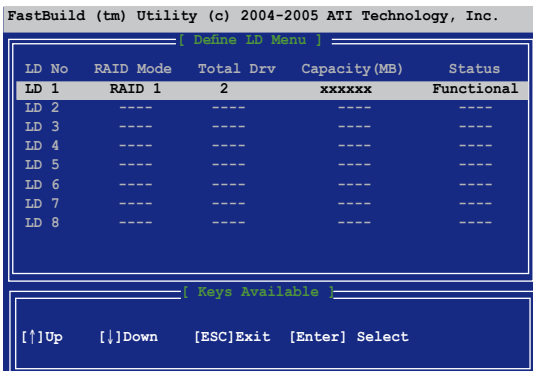 FastBuild (tm) Utility (c) 2004-2005 ATI Technology, Inc.
[ Define LD Menu ]
LD No RAID Mode Total Drv Capacity(MB) Status
LD 1 RAID 1 2 xxxxxx Functional
LD 2 ---- ---- ---- ----
LD 3 ---- ---- ---- ----
LD 4 ---- ---- ---- ----
LD 5 ---- ---- ---- ----
LD 6 ---- ---- ---- ----
LD 7 ---- ---- ---- ----
LD 8 ---- ---- ---- ----
[ Keys Available ]
[↑]Up [↓]Down [ESC]Exit [Enter] Select